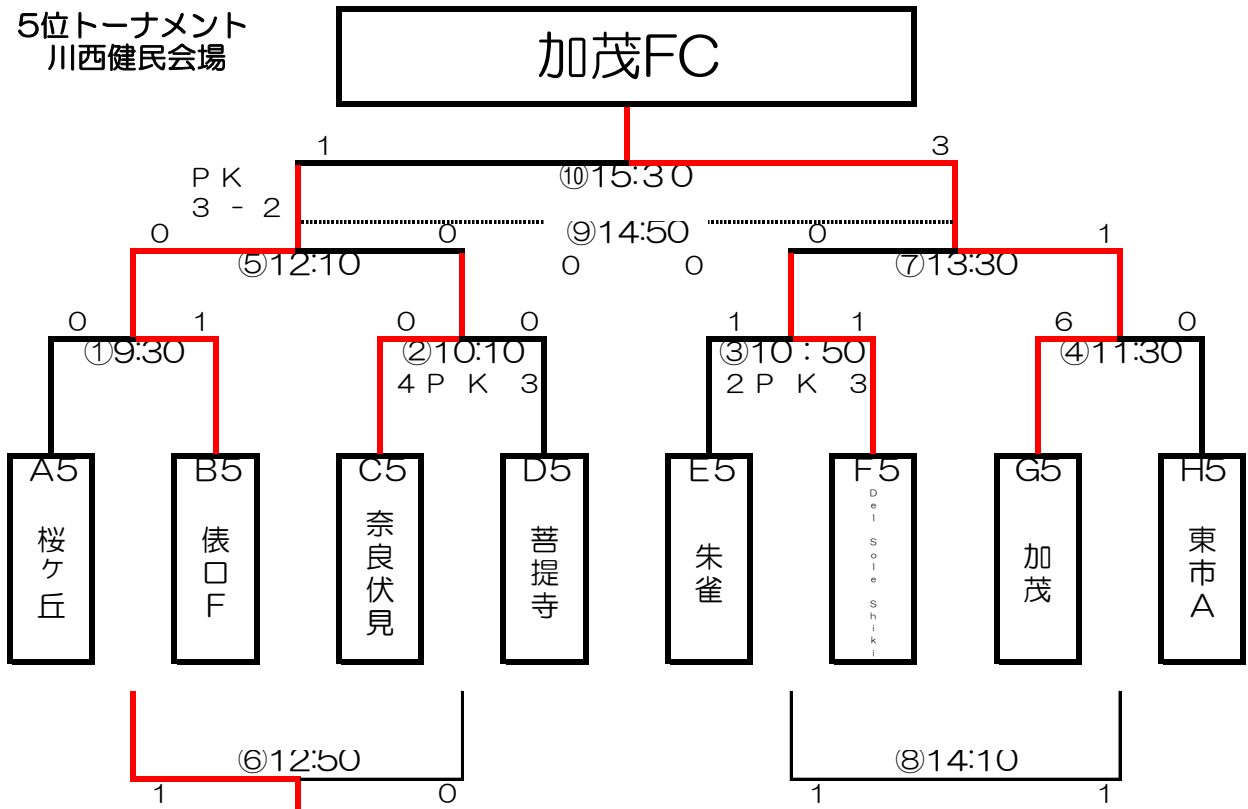 5位トーナメント
川西健民会場
加茂FC
1 3
⑩15:30
PK
3 - 2
⑨14:50
0 0 0 1
⑤12:10 0 0 ⑦13:30
0 1 0 0 1 1 6 0
①9:30 ②10:10 ③10:50 ④11:30
4PK 3 2PK 3
A5 B5 C5 D5 E5 F5 G5 H5
桜ヶ丘
俵口F
奈良伏見
菩提寺
朱雀
Del Sole Shiki
加茂
東市A
⑥12:50 ⑧14:10
1 0 1 1